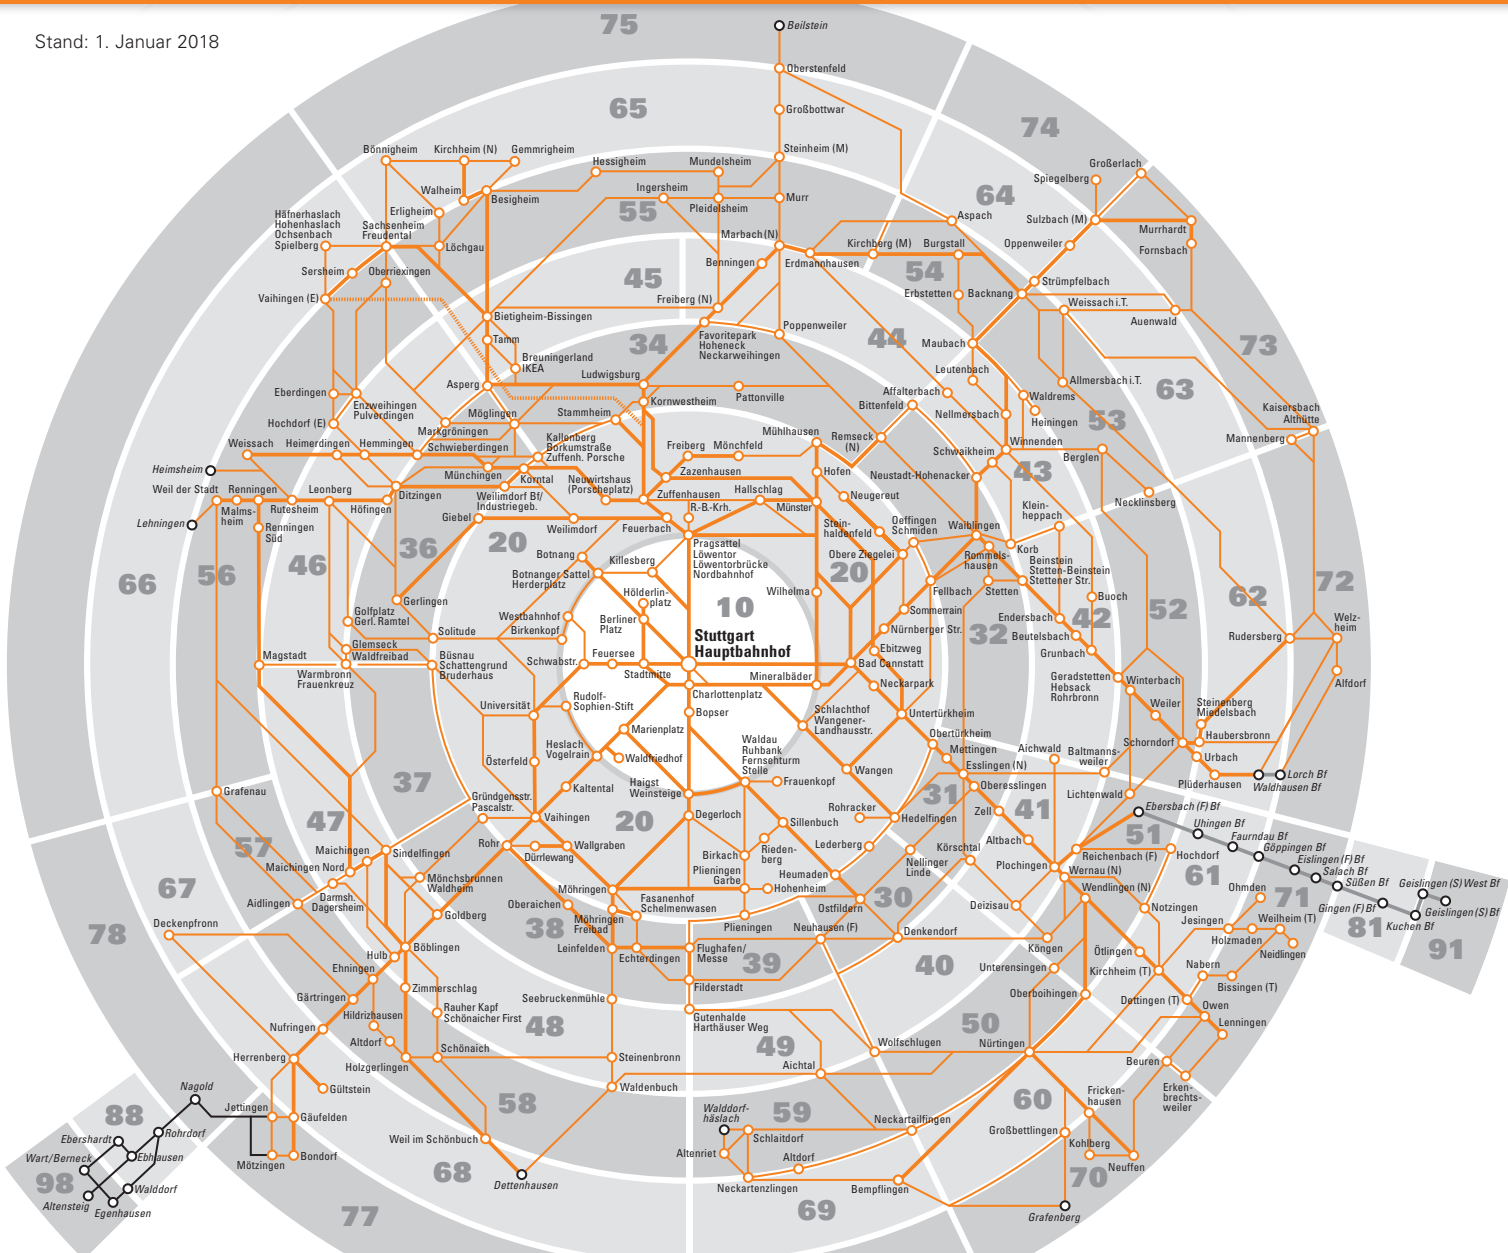 Stand: 1. Januar 2018
75
Beilstein
Oberstenfeld
65
Großbottwar
74
Bönnigheim
Kirchheim (N)
Gemmrigheim
Hessigheim
Mundelsheim
Steinheim (M)
Großerlach
Spiegelberg
Walheim
Besigheim
Ingersheim
55
Pleidelsheim
Murr
64
Häfnerhaslach
Hohenhaslach
Ochsenbach
Spielberg
Erligheim
Sachsenheim
Freudental
Löchgau
Aspach
Sulzbach (M)
Murrhardt
Fornsbach
Marbach (N)
Kirchberg (M)
Burgstall
Oppenweiler
Sersheim
Oberriexingen
Benningen
Erdmannhausen
54
45
Strümpfelbach
Vaihingen (E)
Freiberg (N)
Erbstetten
Backnang
Weissach i.T.
Auenwald
Bietigheim-Bissingen
Poppenweiler
Tamm
34
Favoritepark
Hoheneck
Neckarweihingen
44
Maubach
73
Breuningerland
IKEA
Leutenbach
Asperg
Ludwigsburg
Allmersbach i.T.
63
Eberdingen
Enzweihingen
Pulverdingen
Pattonville
Kornwestheim
Affalterbach
Bittenfeld
Waldrems
Nellmersbach
Heiningen
53
Kaisersbach
Althütte
Mannenberg
Hochdorf (E)
Markgröningen
Möglingen
Stammheim
Mühlhausen
Remseck
(N)
Winnenden
Weissach
Heimerdingen
Hemmingen
Schwieberdingen
Kallenberg
Borkumstraße
Zuffenh. Porsche
Freiberg
Mönchfeld
Schwaikheim
43
Berglen
Heimsheim
Münchingen
Korntal
Neuwirtshaus
(Porscheplatz)
Zazenhausen
Hofen
Neustadt-Hohenacker
Weil der Stadt
Renningen
Leonberg
Ditzingen
Weilimdorf Bf/
Industriegeb.
Zuffenhausen
Hallschlag
Neugereut
Necklinsberg
Malms-
heim
Rutesheim
Höfingen
R.-B.-Krh.
Münster
Klein-
heppach
Lehningen
Renningen
Süd
Giebel
Weilimdorf
Feuerbach
Stein-
haldenfeld
Oeffingen
Schmiden
Waiblingen
Korb
20
Pragsattel
Löwentor
Löwentorbrücke
Nordbahnhof
Obere Ziegelei
Rommels-
hausen
Beinstein
Stetten-Beinstein
Stettener Str.
66
56
46
36
Botnang
Killesberg
20
Botnanger Sattel
Herderplatz
Hölderlin-
platz
Wilhelma
Fellbach
Stetten
72
Gerlingen
10
Buoch
62
52
Golfplatz
Gerl. Ramtel
Westbahnhof
Birkenkopf
Berliner
Platz
Sommerrain
Endersbach
42
Solitude
Stuttgart
Hauptbahnhof
Nürnberger Str.
32
Beutelsbach
Rudersberg
Welz-
heim
Glemseck
Waldfreibad
Magstadt
Büsnau
Schattengrund
Bruderhaus
Schwabstr.
Feuersee
Stadtmitte
Mineralbäder
Ebitzweg
Bad Cannstatt
Grunbach
Warmbronn
Frauenkreuz
Charlottenplatz
Neckarpark
Geradstetten
Hebsack
Rohrbronn
Winterbach
Alfdorf
Universität
Rudolf-
Sophien-Stift
Bopser
Schlachthof
Wangener-
Landhausstr.
Untertürkheim
Weiler
Steinenberg
Miedelsbach
Marienplatz
Obertürkheim
Haubersbronn
Heslach
Vogelrain
Waldfriedhof
Waldau
Ruhbank
Fernsehturm
Stelle
Mettingen
Aichwald
Baltmanns-
weiler
Schorndorf
Urbach
Österfeld
Wangen
Esslingen (N)
Plüderhausen
Lorch Bf
Waldhausen Bf
37
Kaltental
Haigst
Weinsteige
Frauenkopf
Oberesslingen
Lichtenwald
Grafenau
Gründgensstr.
Pascalstr.
Vaihingen
20
Degerloch
Sillenbuch
Rohracker
Hedelfingen
31
Zell
41
Ebersbach (F) Bf
47
57
Altbach
51
Uhingen Bf
Faurndau Bf
Göppingen Bf
Maichingen
Sindelfingen
Rohr
Dürrlewang
Wallgraben
Birkach
Rieden-
berg
Lederberg
Nellinger
Linde
Körschtal
Plochingen
Reichenbach (F)
Hochdorf
Eislingen (F) Bf
Salach Bf
Süßen Bf
Geislingen (S) West Bf
Maichingen Nord
Wernau (N)
61
67
Mönchsbrunnen
Waldheim
Möhringen
Plieningen
Garbe
Hohenheim
Heumaden
Wendlingen (N)
Ohmden
71
Aidlingen
Darmsh.
Dagersheim
Oberaichen
Fasanenhof
Schelmenwasen
30
Ostfildern
Deizisau
Notzingen
Gingen (F) Bf
Geislingen (S) Bf
Deckenpfronn
Goldberg
38
Möhringen
Freibad
Plieningen
Neuhausen (F)
Denkendorf
Jesingen
Weilheim (T)
Kuchen Bf
78
Böblingen
Leinfelden
Echterdingen
Flughafen/
Messe
Köngen
Holzmaden
81
91
Hulb
39
Ötlingen
Neidlingen
Ehningen
40
Unterensingen
Kirchheim (T)
Nabern
Gärtringen
Zimmerschlag
Filderstadt
Oberboihingen
Bissingen (T)
Seebruckenmühle
Dettingen (T)
Owen
Hildrizhausen
Rauher Kapf
Schönaicher First
48
Gutenhalde
Harthäuser Weg
50
Lenningen
Nufringen
Altdorf
Schönaich
49
Wolfschlugen
Nürtingen
Herrenberg
Holzgerlingen
Steinenbronn
Aichtal
Beuren
Nagold
Gültstein
Waldenbuch
Erken-
brechts-
weiler
Jettingen
Gäufelden
58
Walddorf-
häslach
59
60
Fricken-
hausen
88
Neckartailfingen
Großbettlingen
Ebershardt
Rohrdorf
Weil im Schönbuch
Schlaitdorf
Kohlberg
Wart/Berneck
Ebhausen
Mötzingen
Bondorf
68
Altenriet
Altdorf
Neuffen
98
Walddorf
Dettenhausen
Neckartenzlingen
Bempflingen
70
Altensteig
Egenhausen
77
69
Grafenberg